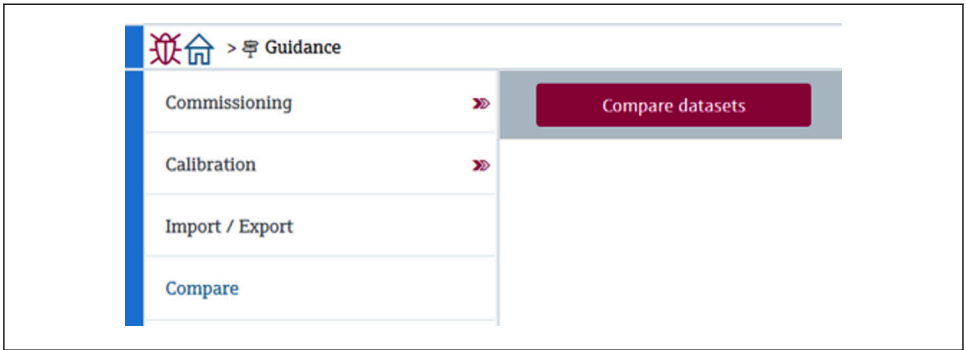 > Guidance
Commissioning
Compare datasets
Calibration
Import / Export
Compare